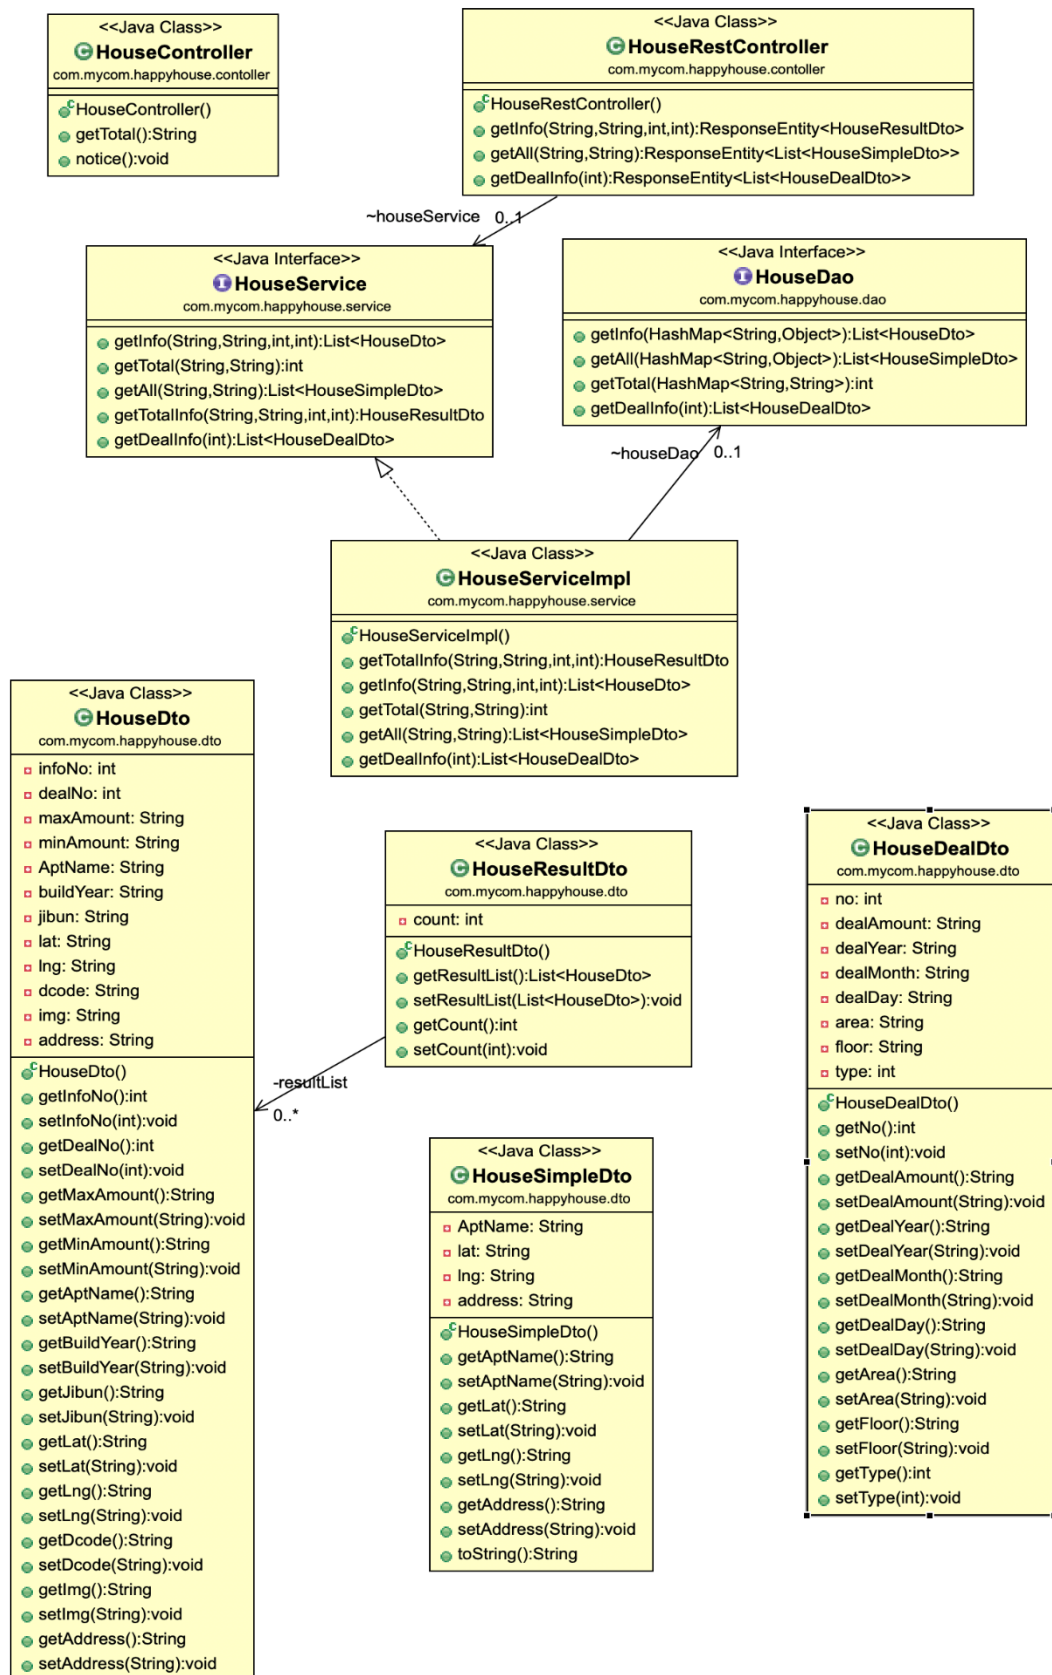 <<Java Class>>
HouseController
com.mycom.happyhouse.contoller
HouseController()
getTotal():String
notice():void
<<Java Class>>
HouseRestController
com.mycom.happyhouse.contoller
HouseRestController()
getInfo(String,String,int,int):ResponseEntity<HouseResultDto>
getAll(String,String):ResponseEntity<List<HouseSimpleDto>>
getDealInfo(int):ResponseEntity<List<HouseDealDto>>
~houseService 0..1
<<Java Interface>>
HouseService
com.mycom.happyhouse.service
getInfo(String,String,int,int):List<HouseDto>
getTotal(String,String):int
getAll(String,String):List<HouseSimpleDto>
getTotalInfo(String,String,int,int):HouseResultDto
getDealInfo(int):List<HouseDealDto>
<<Java Interface>>
HouseDao
com.mycom.happyhouse.dao
getInfo(HashMap<String,Object>):List<HouseDto>
getAll(HashMap<String,Object>):List<HouseSimpleDto>
getTotal(HashMap<String,String>):int
getDealInfo(int):List<HouseDealDto>
~houseDao 0..1
<<Java Class>>
HouseServiceImpl
com.mycom.happyhouse.service
HouseServiceImpl()
getTotalInfo(String,String,int,int):HouseResultDto
getInfo(String,String,int,int):List<HouseDto>
getTotal(String,String):int
getAll(String,String):List<HouseSimpleDto>
getDealInfo(int):List<HouseDealDto>
<<Java Class>>
HouseDto
com.mycom.happyhouse.dto
infoNo: int
dealNo: int
maxAmount: String
minAmount: String
AptName: String
buildYear: String
jibun: String
lat: String
lng: String
dcode: String
img: String
address: String
HouseDto()
getInfoNo():int
setInfoNo(int):void
getDealNo():int
setDealNo(int):void
getMaxAmount():String
setMaxAmount(String):void
getMinAmount():String
setMinAmount(String):void
getAptName():String
setAptName(String):void
getBuildYear():String
setBuildYear(String):void
getJibun():String
setJibun(String):void
getLat():String
setLat(String):void
getLng():String
setLng(String):void
getDcode():String
setDcode(String):void
getImg():String
setImg(String):void
getAddress():String
setAddress(String):void
<<Java Class>>
HouseResultDto
com.mycom.happyhouse.dto
count: int
HouseResultDto()
getResultList():List<HouseDto>
setResultList(List<HouseDto>):void
getCount():int
setCount(int):void
-resultList
0..*
<<Java Class>>
HouseSimpleDto
com.mycom.happyhouse.dto
AptName: String
lat: String
lng: String
address: String
HouseSimpleDto()
getAptName():String
setAptName(String):void
getLat():String
setLat(String):void
getLng():String
setLng(String):void
getAddress():String
setAddress(String):void
toString():String
<<Java Class>>
HouseDealDto
com.mycom.happyhouse.dto
no: int
dealAmount: String
dealYear: String
dealMonth: String
dealDay: String
area: String
floor: String
type: int
HouseDealDto()
getNo():int
setNo(int):void
getDealAmount():String
setDealAmount(String):void
getDealYear():String
setDealYear(String):void
getDealMonth():String
setDealMonth(String):void
getDealDay():String
setDealDay(String):void
getArea():String
setArea(String):void
getFloor():String
setFloor(String):void
getType():int
setType(int):void